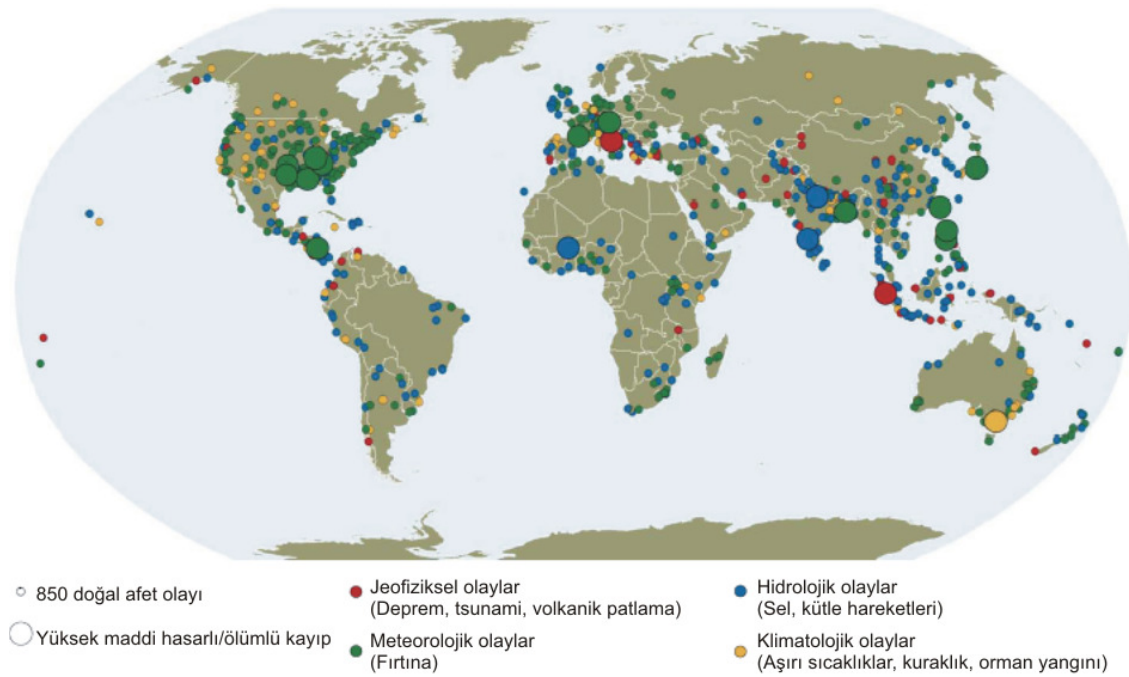 850 doğal afet olayı
Yüksek maddi hasarlı/ölümlü kayıp
Jeofiziksel olaylar
(Deprem, tsunami, volkanik patlama)
Meteorolojik olaylar
(Fırtına)
Hidrolojik olaylar
(Sel, kütle hareketleri)
Klimatolojik olaylar
(Aşırı sıcaklıklar, kuraklık, orman yangını)